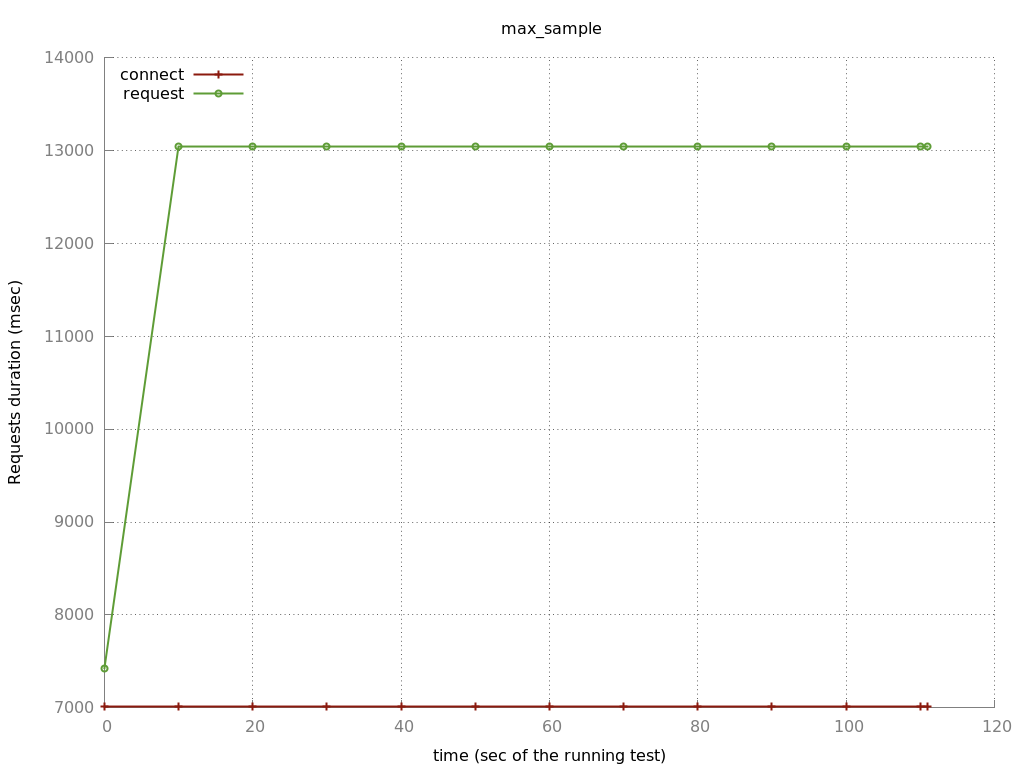 max_sample
14000
13000
12000
11000
10000
9000
8000
7000
connect
request
Requests duration (msec)
0 20 40 60 80 100 120
time (sec of the running test)